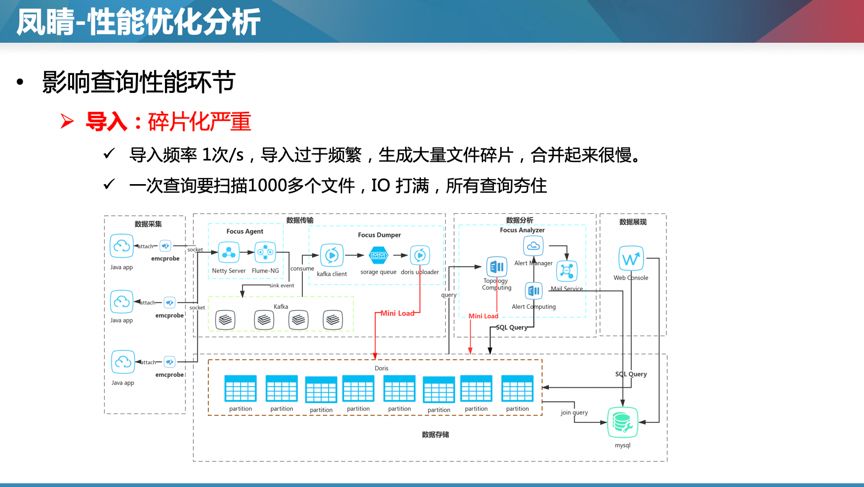 凤睛-性能优化分析
• 影响查询性能环节
➢ 导入：碎片化严重
✓ 导入频率 1次/s，导入过于频繁，生成大量文件碎片，合并起来很慢。
✓ 一次查询要扫描1000多个文件，IO 打满，所有查询夯住
数据采集
Java app
attach
emcprobe
socket
Java app
attach
emcprobe
socket
Java app
attach
emcprobe
数据传输
Focus Agent
Netty Server
Flume-NG
sink event
consume
Kafka
Focus Dumper
kafka client
sorage queue
doris uploader
Mini Load
query
数据分析
Focus Analyzer
Alert Manager
Topology
Computing
Mail Service
Alert Computing
Mini Load
SQL Query
数据展现
Web Console
SQL Query
Doris
partition
partition
partition
partition
partition
partition
partition
partition
join query
mysql
数据存储